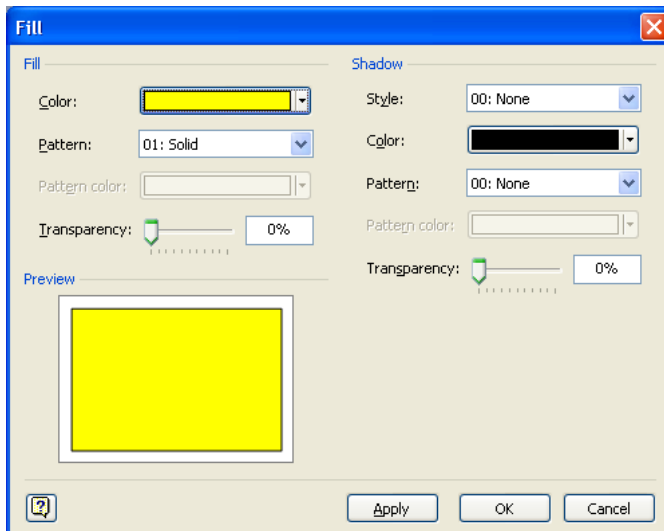 Fill
Fill
Color:
Pattern: 01: Solid
Pattern color:
Transparency: 0%
Preview
Shadow
Style: 00: None
Color:
Pattern: 00: None
Pattern color:
Transparency: 0%
?
Apply OK Cancel